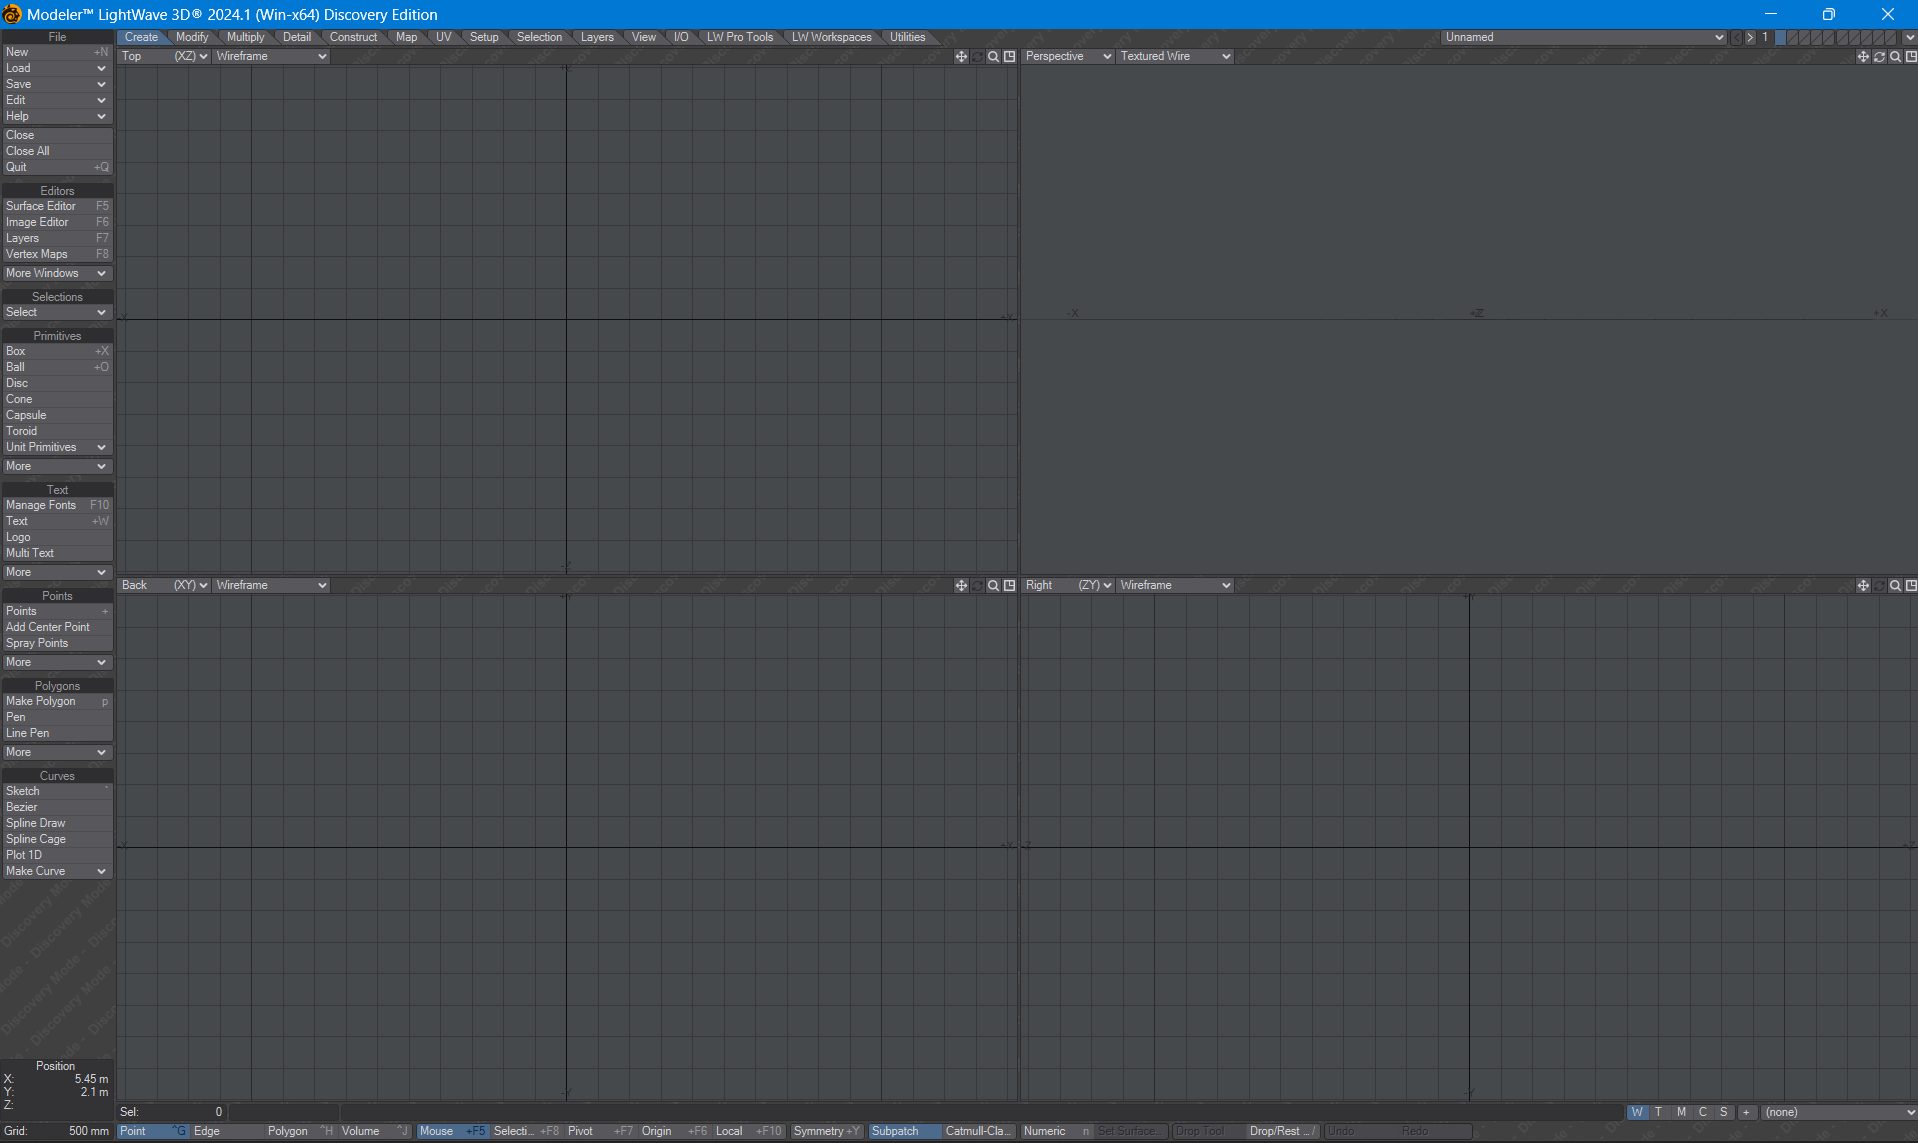 Modeler™ LightWave 3D® 2024.1 (Win-x64) Discovery Edition
File
Create Modify Multiply Detail Construct Map UV Setup Selection Layers View I/O LW Pro Tools LW Workspaces Utilities
Unnamed
1
New +N
Load
Save
Edit
Help
Close
Close All
Quit +Q
Editors
Surface Editor F5
Image Editor F6
Layers F7
Vertex Maps F8
More Windows
Selections
Select
Primitives
Box +X
Ball +O
Disc
Cone
Capsule
Toroid
Unit Primitives
More
Text
Manage Fonts F10
Text +W
Logo
Multi Text
More
Points
Points +
Add Center Point
Spray Points
More
Polygons
Make Polygon p
Pen
Line Pen
More
Curves
Sketch `
Bezier
Spline Draw
Spline Cage
Plot 1D
Make Curve
Discovery Mode - Discovery Mode
Top (XZ) Wireframe
Perspective Textured Wire
-X +Z +X
Back (XY) Wireframe
Right (ZY) Wireframe
Position
X: 5.45 m
Y: 2.1 m
Z:
Grid: 500 mm
Sel: 0
W T M C S + (none)
Point ^G Edge Polygon ^H Volume ^J Mouse +F5 Selecti... +F8 Pivot +F7 Origin +F6 Local +F10 Symmetry +Y Subpatch Catmull-Cla... Numeric n Set Surface... Drop Tool Drop/Rest ... / Undo Redo